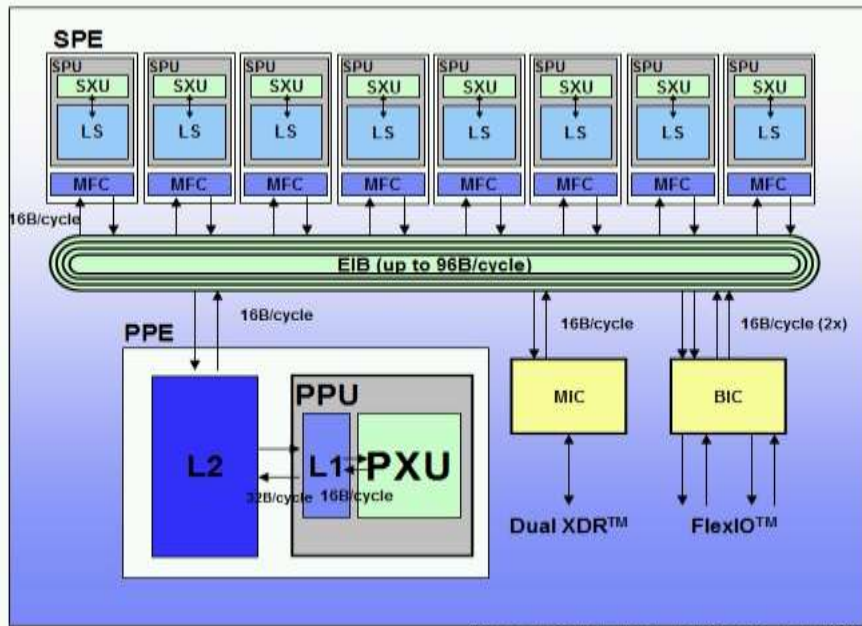 SPE
SPU SPU SPU SPU SPU SPU SPU SPU
SXU SXU SXU SXU SXU SXU SXU SXU
LS LS LS LS LS LS LS LS
MFC MFC MFC MFC MFC MFC MFC MFC
16B/cycle
EIB (up to 96B/cycle)
16B/cycle 16B/cycle 16B/cycle (2x)
PPE
PPU
MIC BIC
L2 L1 PXU
32B/cycle 16B/cycle
Dual XDR™ FlexIO™